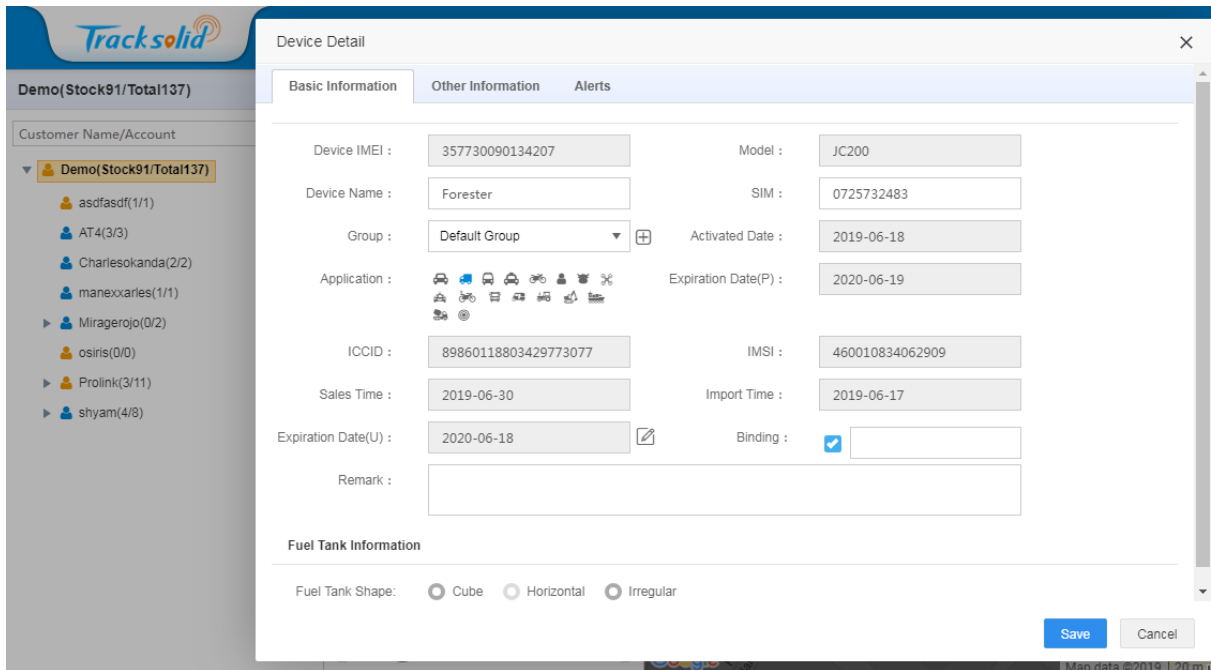 Tracksolid
Device Detail
Demo(Stock91/Total137)
Basic Information Other Information Alerts
Customer Name/Account
Demo(Stock91/Total137)
asdfasdf(1/1)
AT4(3/3)
Charlesokanda(2/2)
manexxarles(1/1)
Miragerojo(0/2)
osiris(0/0)
Prolink(3/11)
shyam(4/8)
Device IMEI : 357730090134207 Model : JC200
Device Name : Forester SIM : 0725732483
Group : Default Group Activated Date : 2019-06-18
Application : Expiration Date(P) : 2020-06-19
ICCID : 89860118803429773077 IMSI : 460010834062909
Sales Time : 2019-06-30 Import Time : 2019-06-17
Expiration Date(U) : 2020-06-18 Binding :
Remark :
Fuel Tank Information
Fuel Tank Shape: Cube Horizontal Irregular
Save Cancel
Google Map data ©2019 20 m